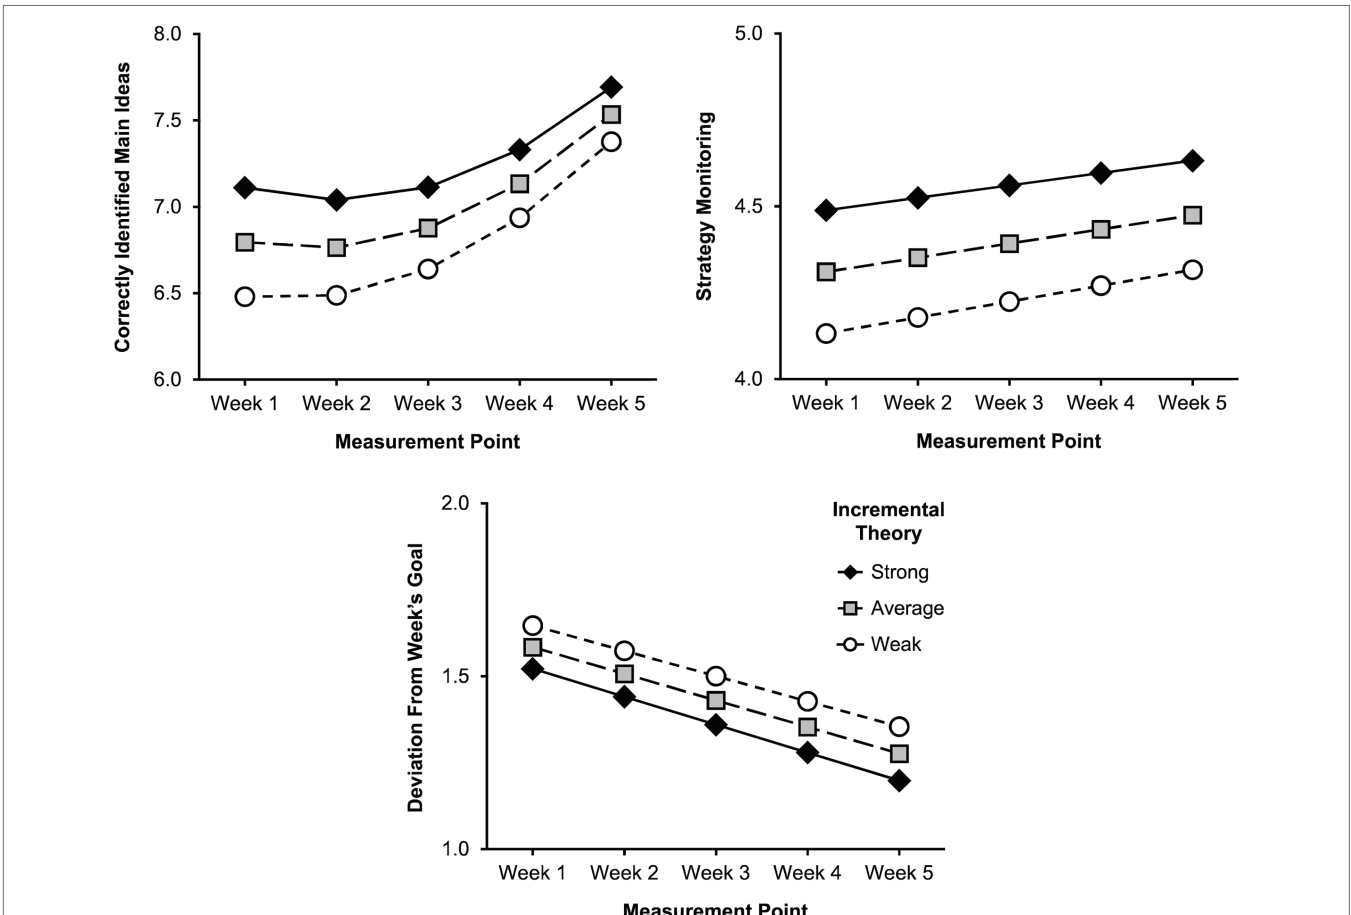 8.0
7.5
7.0
6.5
6.0
Correctly Identified Main Ideas
Week 1 Week 2 Week 3 Week 4 Week 5
Measurement Point
5.0
4.5
4.0
Strategy Monitoring
Week 1 Week 2 Week 3 Week 4 Week 5
Measurement Point
2.0
1.5
1.0
Deviation From Week's Goal
Incremental
Theory
Strong
Average
Weak
Week 1 Week 2 Week 3 Week 4 Week 5
Measurement Point